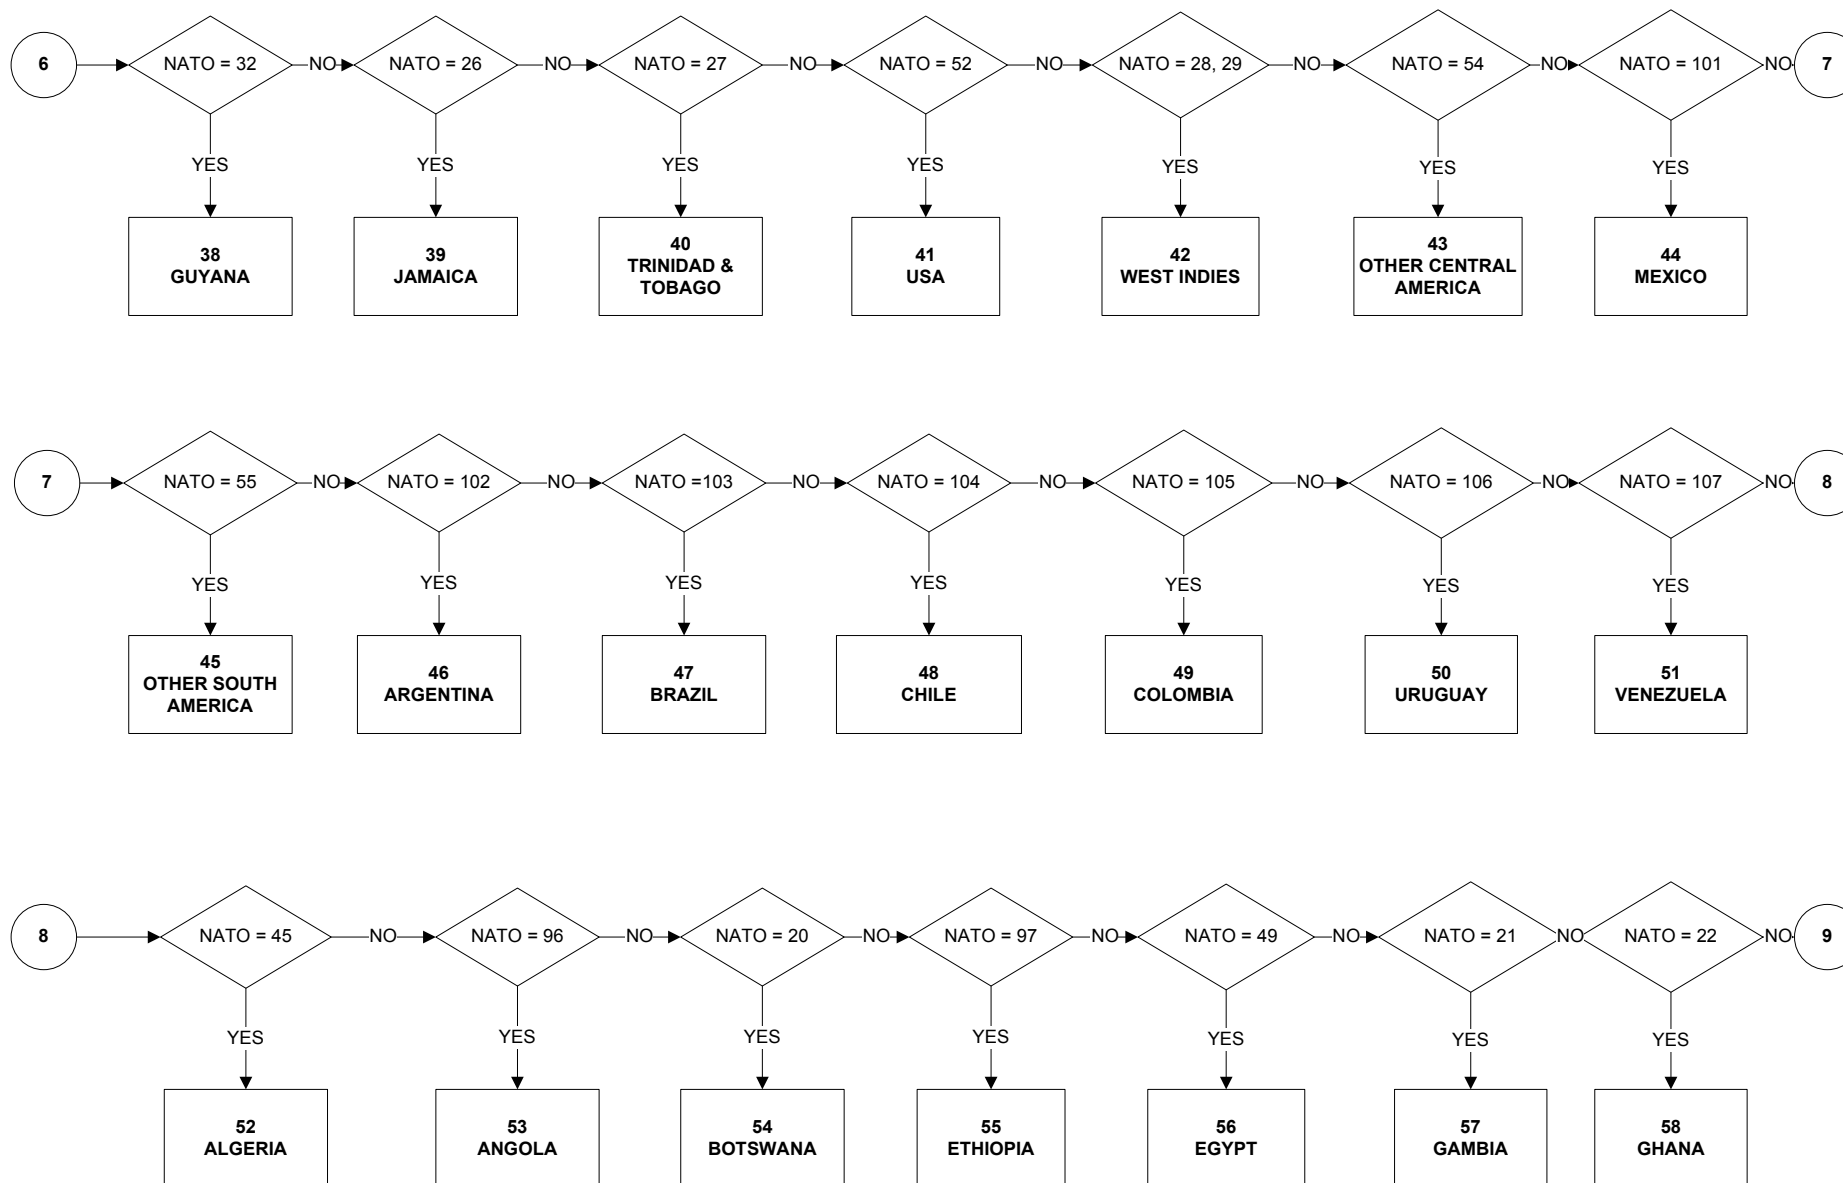 6 NATO = 32 NO NATO = 26 NO NATO = 27 NO NATO = 52 NO NATO = 28, 29 NO NATO = 54 NO NATO = 101 NO 7
YES YES YES YES YES YES YES
38 39 40 41 42 43 44
GUYANA JAMAICA TRINIDAD & USA WEST INDIES OTHER CENTRAL MEXICO
TOBAGO AMERICA
7 NATO = 55 NO NATO = 102 NO NATO =103 NO NATO = 104 NO NATO = 105 NO NATO = 106 NO NATO = 107 NO 8
YES YES YES YES YES YES YES
45 46 47 48 49 50 51
OTHER SOUTH ARGENTINA BRAZIL CHILE COLOMBIA URUGUAY VENEZUELA
AMERICA
8 NATO = 45 NO NATO = 96 NO NATO = 20 NO NATO = 97 NO NATO = 49 NO NATO = 21 NO NATO = 22 NO 9
YES YES YES YES YES YES YES
52 53 54 55 56 57 58
ALGERIA ANGOLA BOTSWANA ETHIOPIA EGYPT GAMBIA GHANA